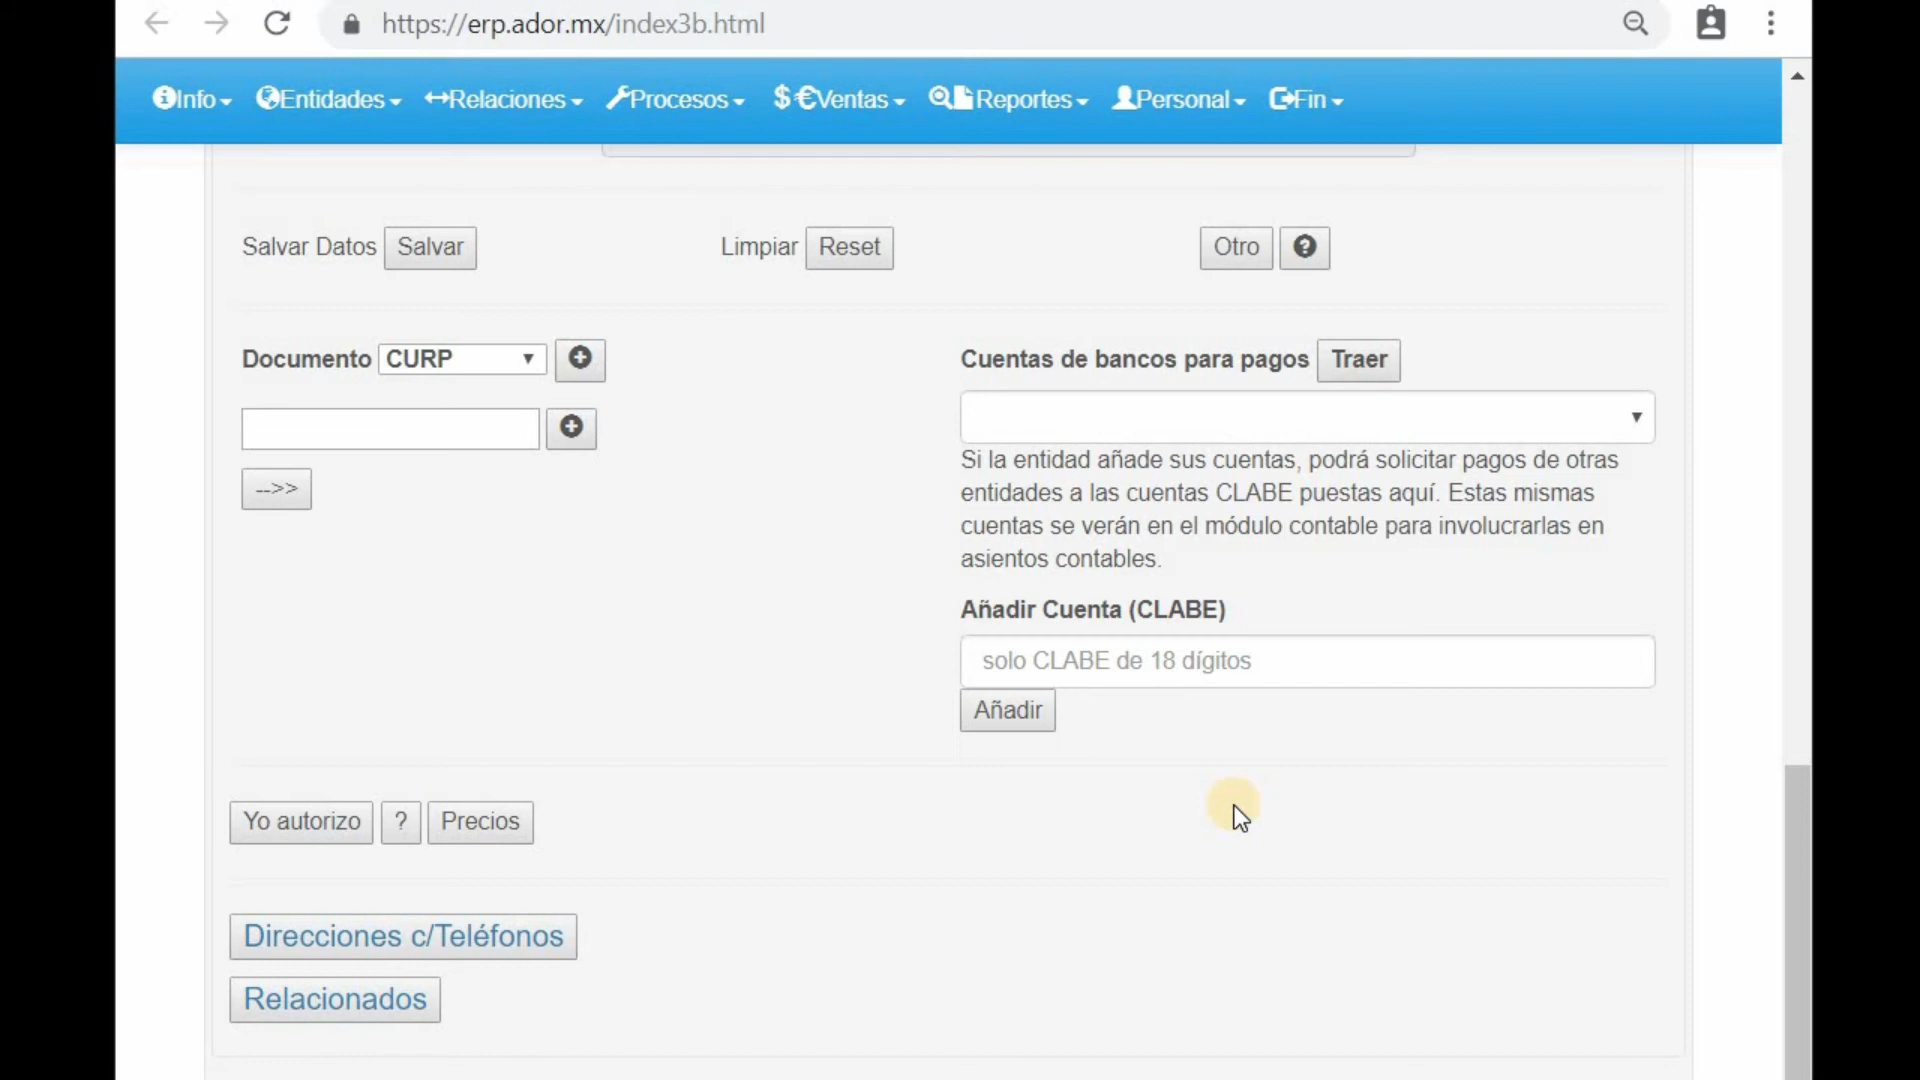 https://erp.ador.mx/index3b.html
Info Entidades Relaciones Procesos $€Ventas Reportes Personal Fin
Salvar Datos Salvar Limpiar Reset Otro ?
Documento CURP Cuentas de bancos para pagos Traer
-->>
Si la entidad añade sus cuentas, podrá solicitar pagos de otras
entidades a las cuentas CLABE puestas aquí. Estas mismas
cuentas se verán en el módulo contable para involucrarlas en
asientos contables.
Añadir Cuenta (CLABE)
solo CLABE de 18 dígitos
Añadir
Yo autorizo ? Precios
Direcciones c/Teléfonos
Relacionados